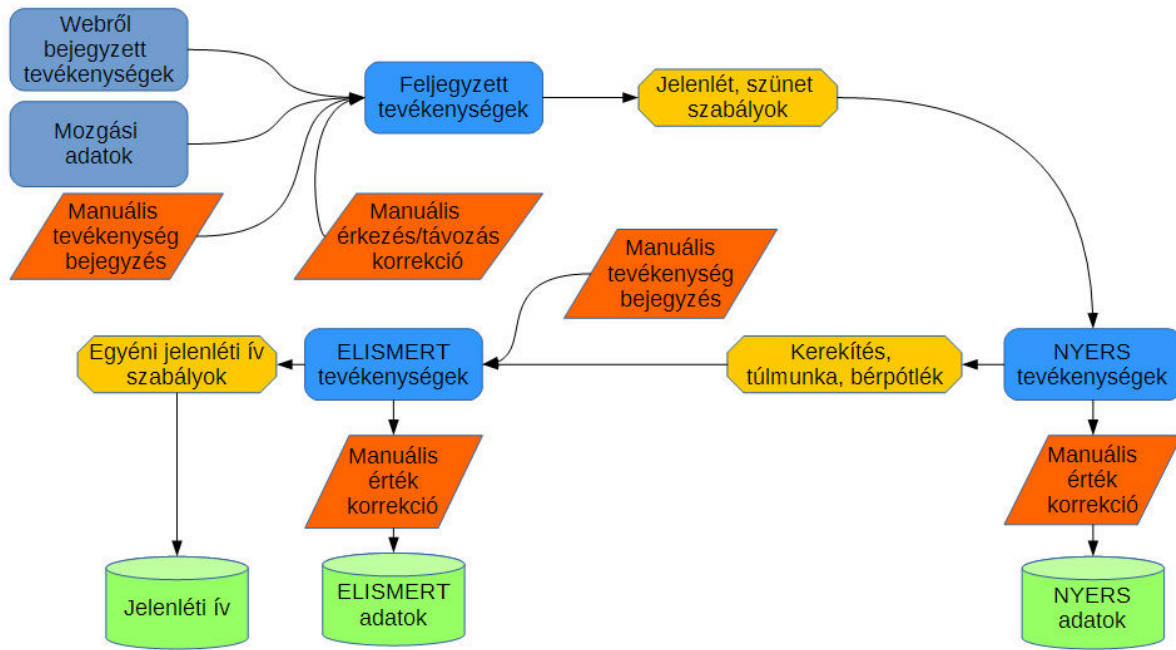 Webről
bejegyzett
tevékenységek
Feljegyzett
tevékenységek
Jelenlét, szünet
szabályok
Mozgási
adatok
Manuális
tevékenység
bejegyzés
Manuális
érkezés/távozás
korrekció
Manuális
tevékenység
bejegyzés
Egyéni jelenléti ív
szabályok
ELISMERT
tevékenységek
Kerekítés,
túlmunka, bérpótlék
NYERS
tevékenységek
Manuális
érték
korrekció
Manuális
érték
korrekció
Jelenléti ív
ELISMERT
adatok
NYERS
adatok